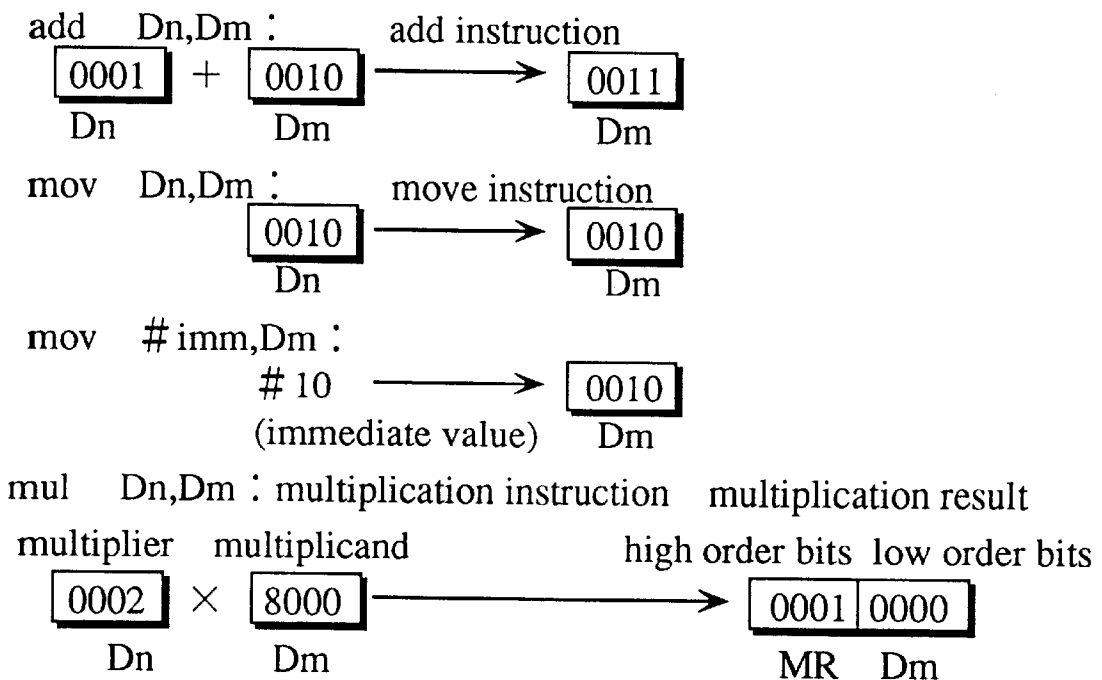 add Dn,Dm : add instruction
0001 + 0010 0011
Dn Dm Dm
mov Dn,Dm : move instruction
0010 0010
Dn Dm
mov # imm,Dm :
# 10 0010
(immediate value) Dm
mul Dn,Dm : multiplication instruction multiplication result
multiplier multiplicand high order bits low order bits
0002 × 8000 0001 0000
Dn Dm MR Dm